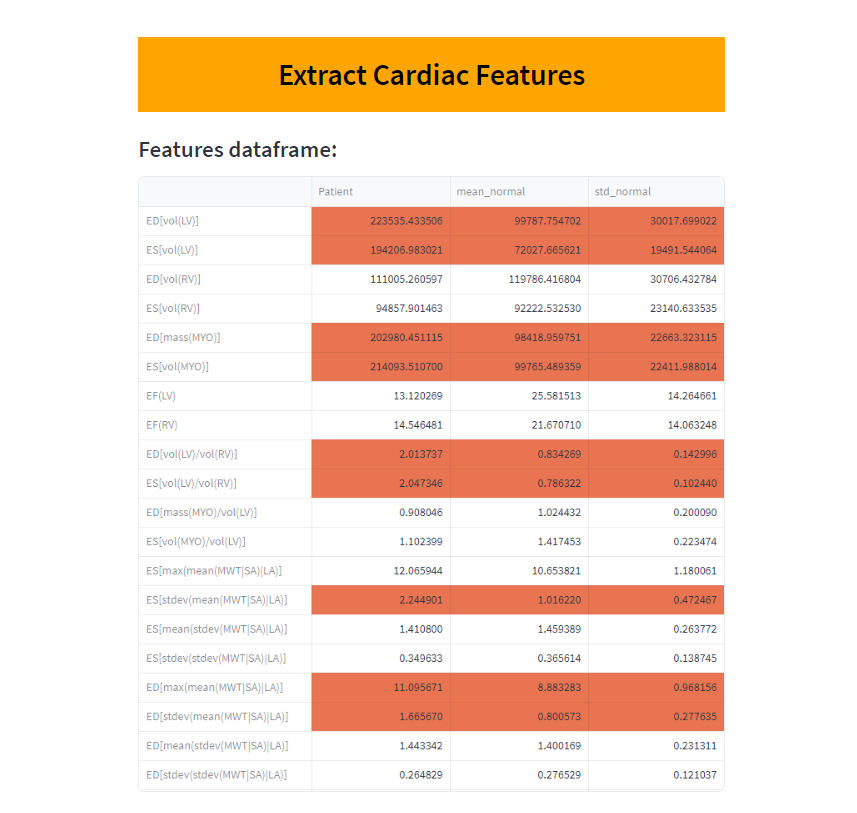 Extract Cardiac Features
Features dataframe:
Patient mean_normal std_normal
ED[vol(LV)] 223535.433506 99787.754702 30017.699022
ES[vol(LV)] 194206.983021 72027.665621 19491.544064
ED[vol(RV)] 111005.260597 119786.416804 30706.432784
ES[vol(RV)] 94857.901463 92222.532530 23140.633535
ED[mass(MYO)] 202980.451115 98418.959751 22663.323115
ES[vol(MYO)] 214093.510700 99765.489359 22411.988014
EF(LV) 13.120269 25.581513 14.264661
EF(RV) 14.546481 21.670710 14.063248
ED[vol(LV)/vol(RV)] 2.013737 0.834269 0.142996
ES[vol(LV)/vol(RV)] 2.047346 0.786322 0.102440
ED[mass(MYO)/vol(LV)] 0.908046 1.024432 0.200090
ES[vol(MYO)/vol(LV)] 1.102399 1.417453 0.223474
ES[max(mean(MWT|SA)|LA)] 12.065944 10.653821 1.180061
ES[stdev(mean(MWT|SA)|LA)] 2.244901 1.016220 0.472467
ES[mean(stdev(MWT|SA)|LA)] 1.410800 1.459389 0.263772
ES[stdev(stdev(MWT|SA)|LA)] 0.349633 0.365614 0.138745
ED[max(mean(MWT|SA)|LA)] 11.095671 8.883283 0.968156
ED[stdev(mean(MWT|SA)|LA)] 1.665670 0.800573 0.277635
ED[mean(stdev(MWT|SA)|LA)] 1.443342 1.400169 0.231311
ED[stdev(stdev(MWT|SA)|LA)] 0.264829 0.276529 0.121037